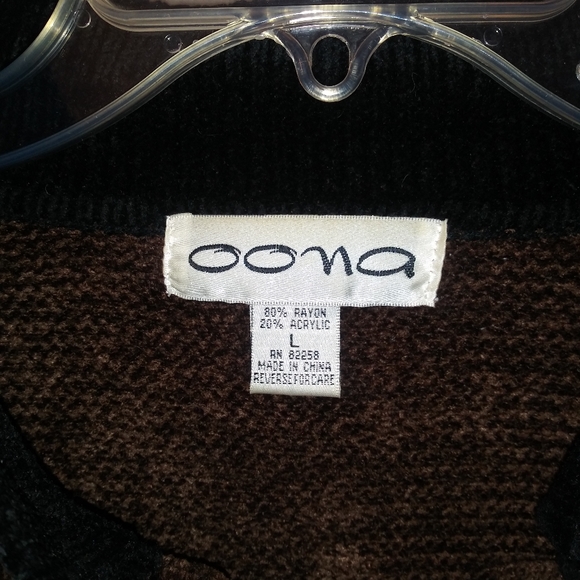 oona
80% RAYON
20% ACRYLIC
L
RN 82258
MADE IN CHINA
REVERSE FOR CARE